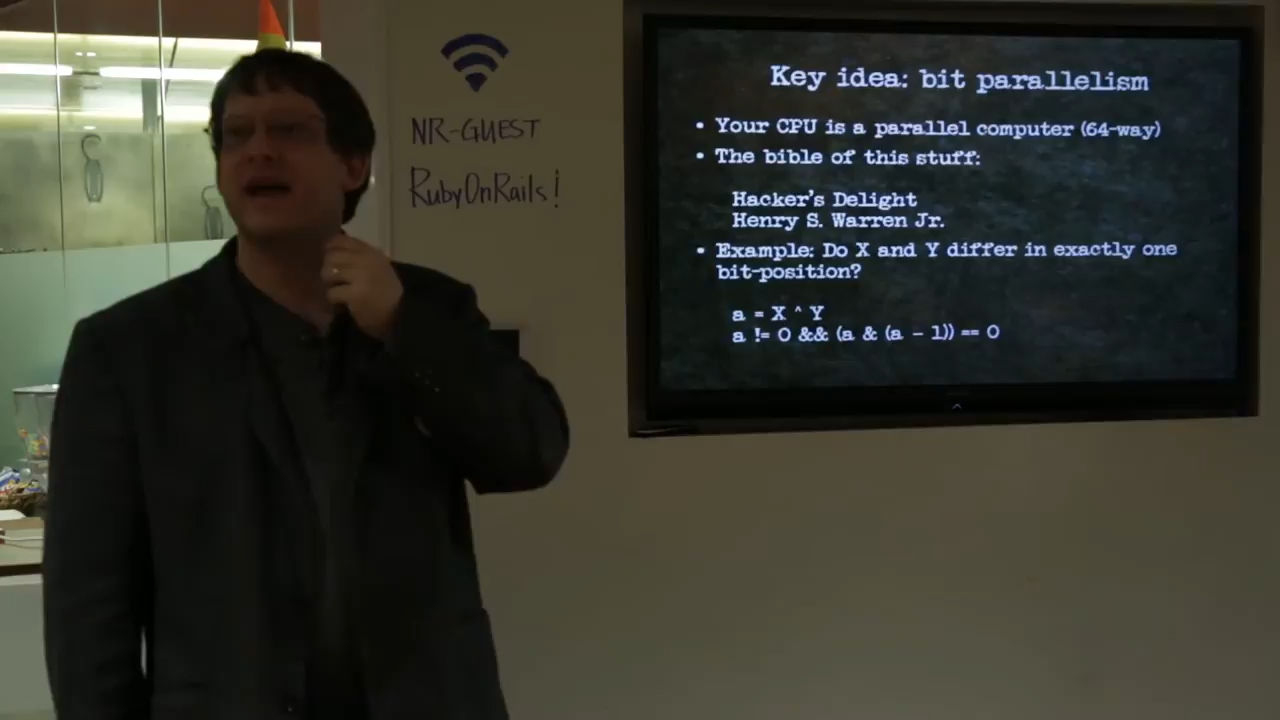 NR-GUEST
RubyOnRails!
Key idea: bit parallelism
• Your CPU is a parallel computer (64-way)
• The bible of this stuff:
Hacker's Delight
Henry S. Warren Jr.
• Example: Do X and Y differ in exactly one
bit-position?
a = X ^ Y
a != 0 && (a & (a - 1)) == 0